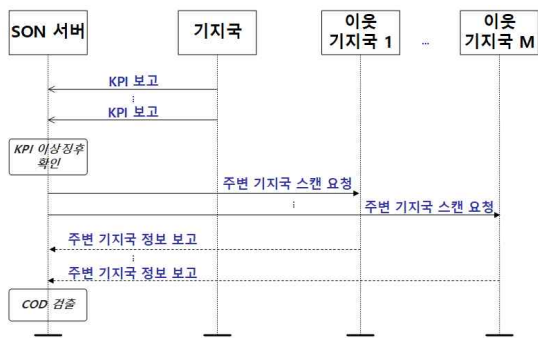 SON 서버
기지국
이웃
기지국 1
...
이웃
기지국 M
KPI 보고
...
KPI 보고
KPI 이상징후
확인
주변 기지국 스캔 요청
...
주변 기지국 스캔 요청
주변 기지국 정보 보고
...
주변 기지국 정보 보고
COD 검출